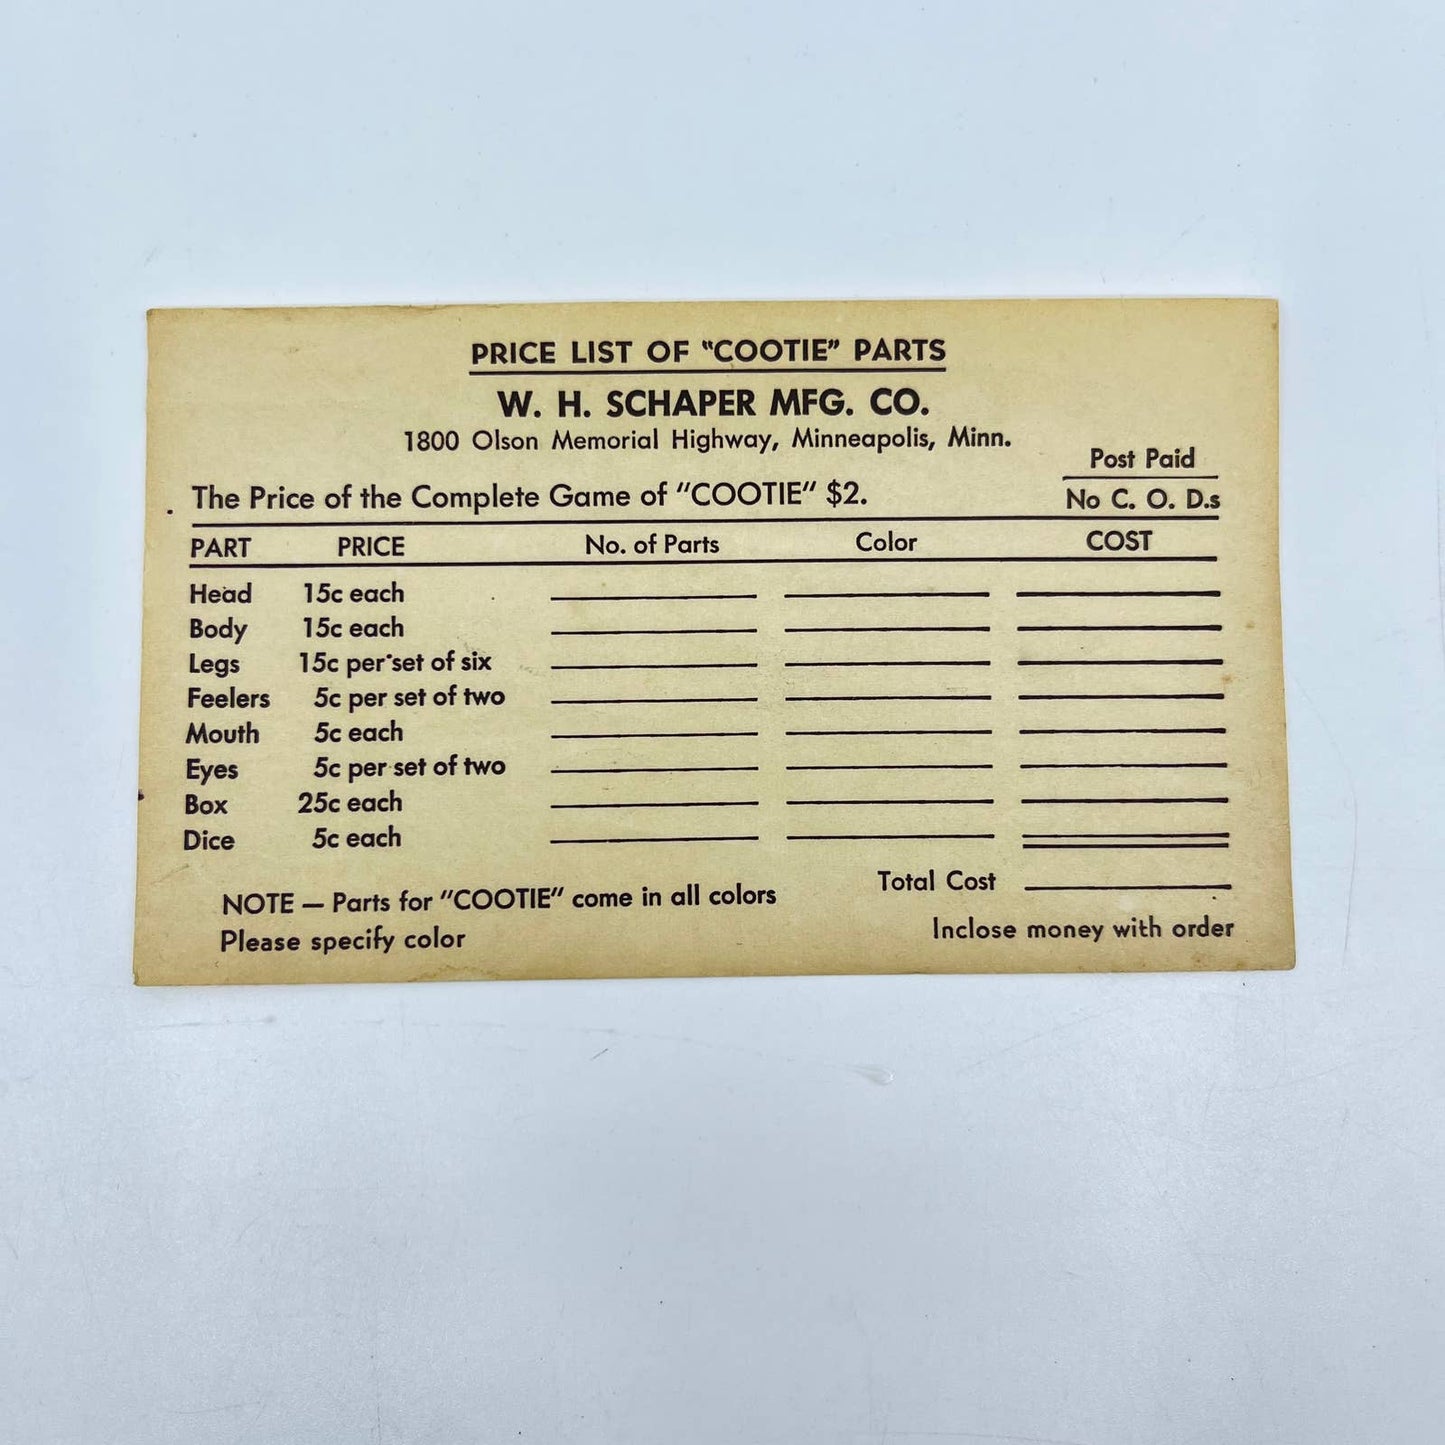 PRICE LIST OF "COOTIE" PARTS
W. H. SCHAPER MFG. CO.
1800 Olson Memorial Highway, Minneapolis, Minn.
Post Paid
The Price of the Complete Game of "COOTIE" $2.
No C. O. D.s
PART PRICE No. of Parts Color COST
Head 15c each
Body 15c each
Legs 15c per set of six
Feelers 5c per set of two
Mouth 5c each
Eyes 5c per set of two
Box 25c each
Dice 5c each
Total Cost
NOTE — Parts for "COOTIE" come in all colors
Please specify color
Inclose money with order